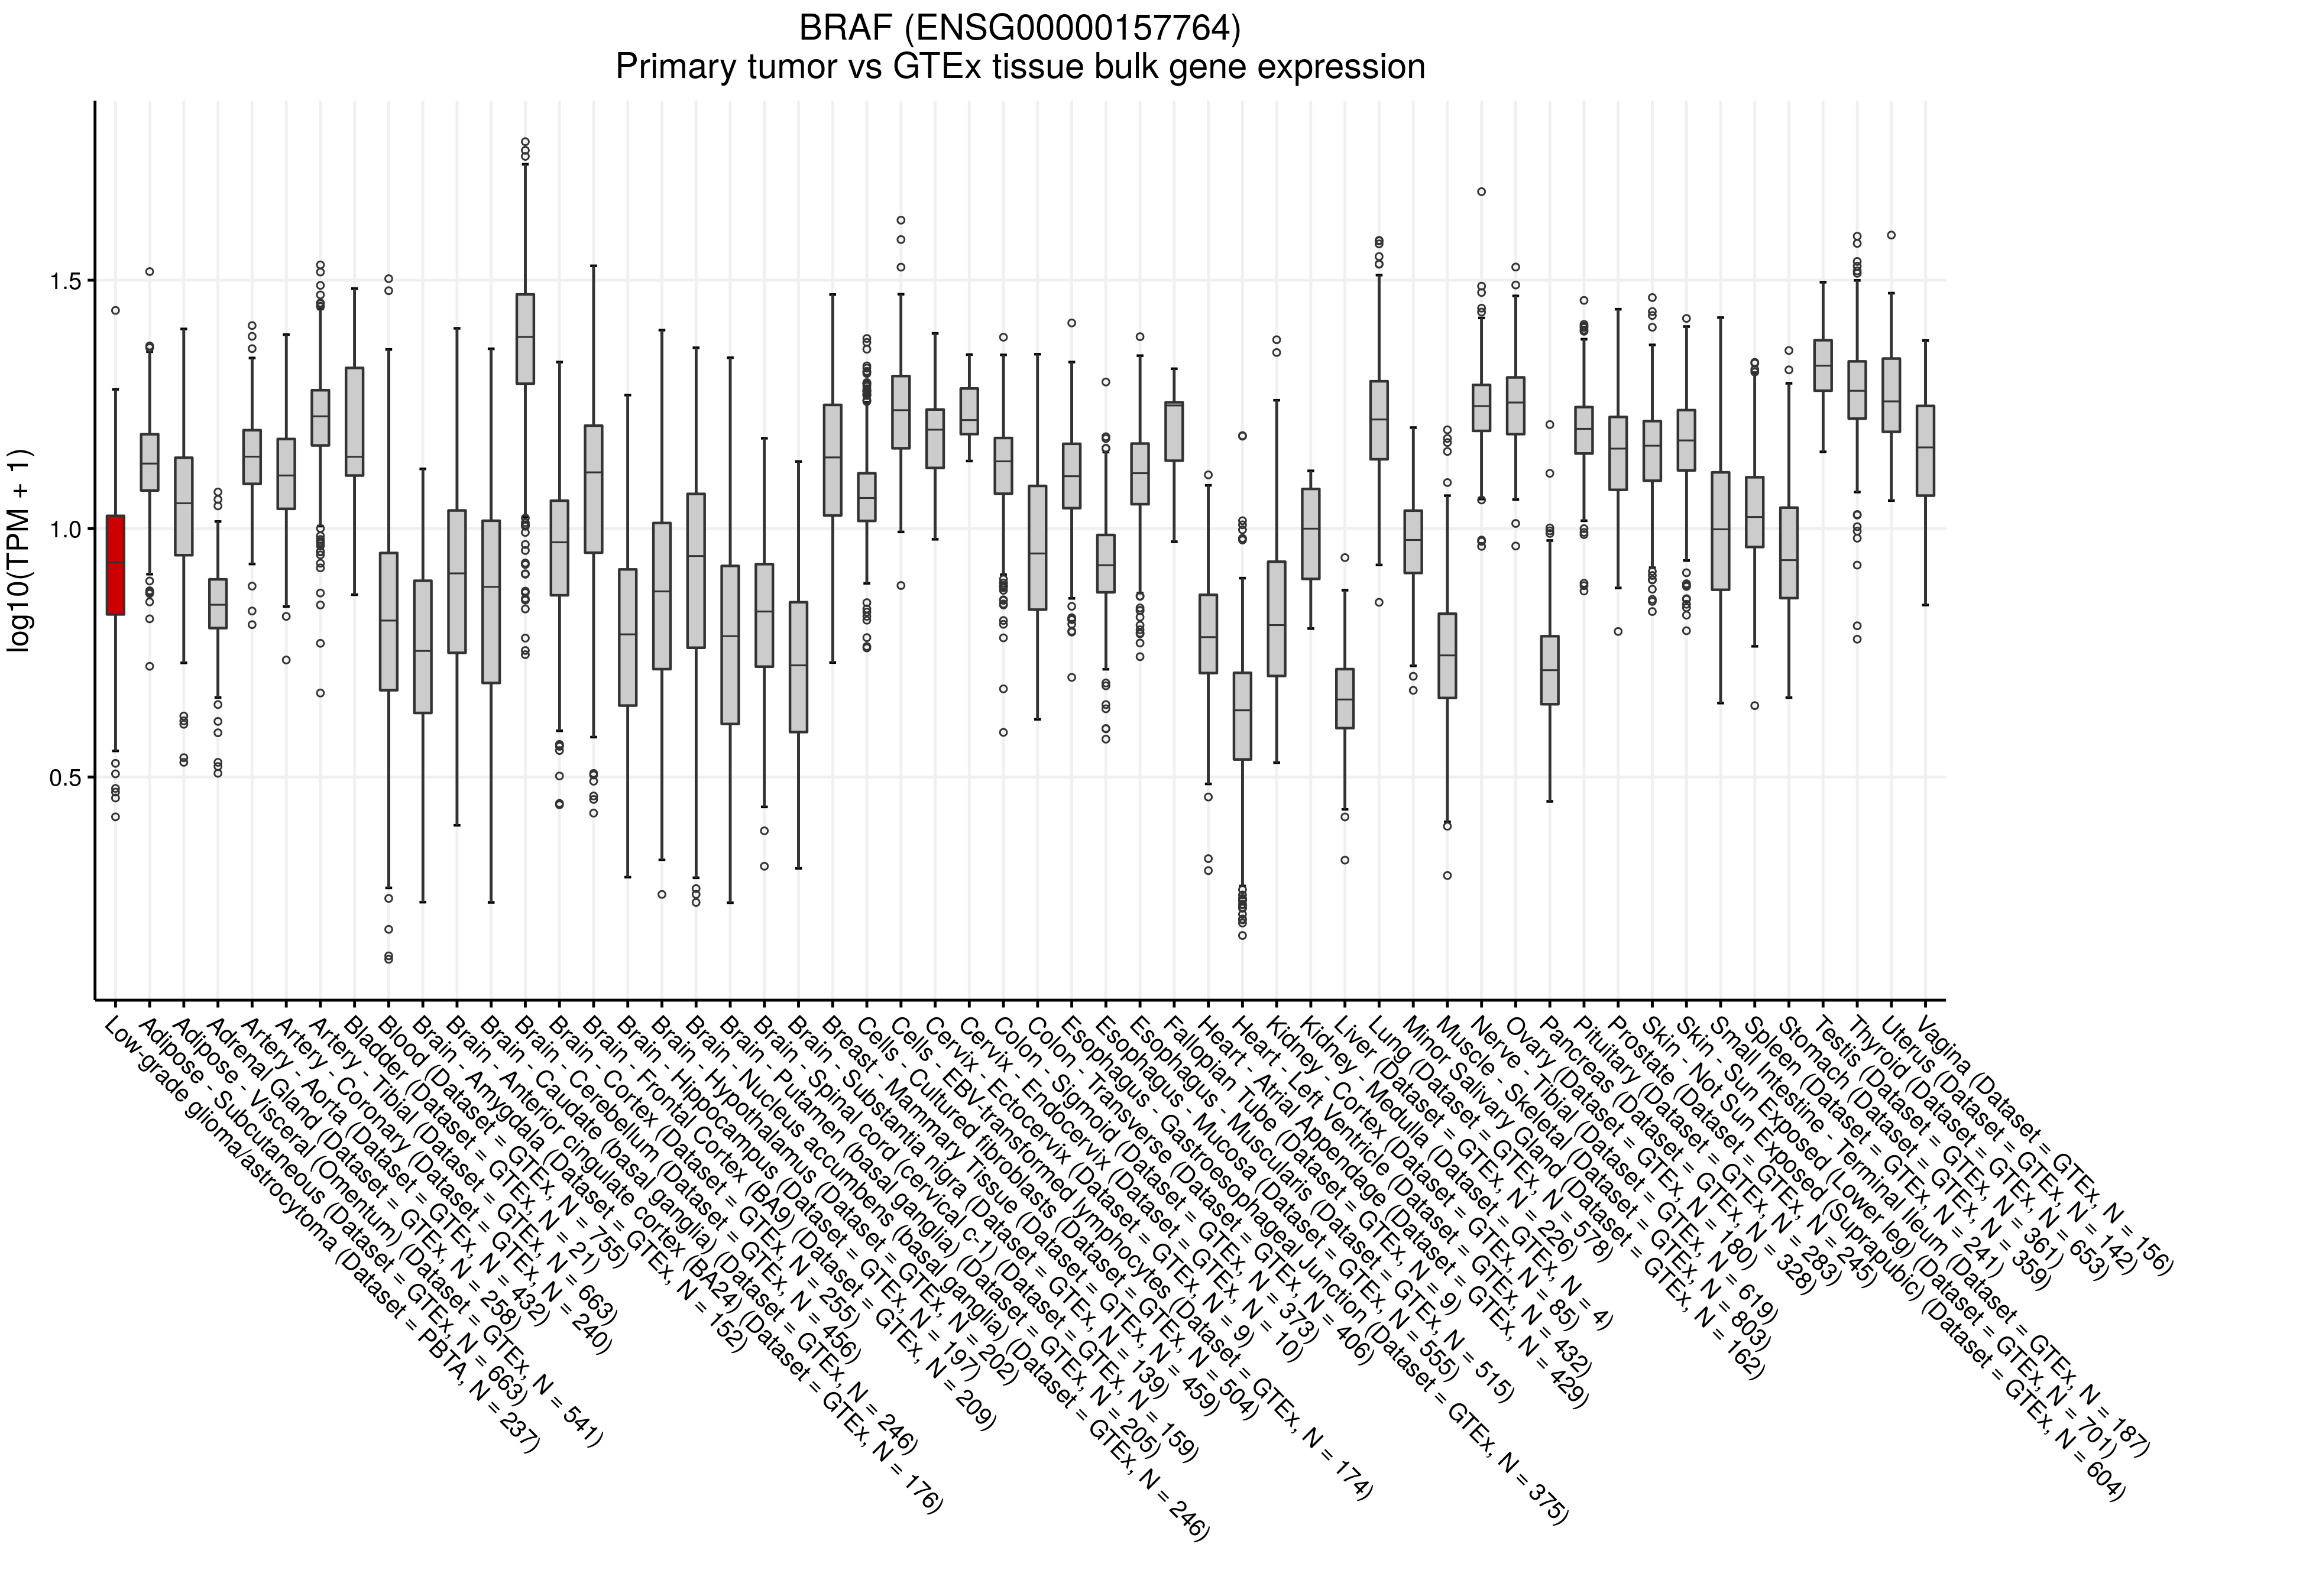 BRAF (ENSG00000157764)
Primary tumor vs GTEx tissue bulk gene expression
log10(TPM + 1)
1.5
1.0
0.5
Low-grade glioma/astrocytoma (Dataset = PBTA, N = 237)
Adipose - Subcutaneous (Dataset = GTEx, N = 663)
Adipose - Visceral (Omentum) (Dataset = GTEx, N = 541)
Adrenal Gland (Dataset = GTEx, N = 258)
Artery - Aorta (Dataset = GTEx, N = 432)
Artery - Coronary (Dataset = GTEx, N = 240)
Artery - Tibial (Dataset = GTEx, N = 663)
Bladder (Dataset = GTEx, N = 21)
Blood (Dataset = GTEx, N = 755)
Brain - Amygdala (Dataset = GTEx, N = 152)
Brain - Anterior cingulate cortex (BA24) (Dataset = GTEx, N = 176)
Brain - Caudate (basal ganglia) (Dataset = GTEx, N = 246)
Brain - Cerebellum (Dataset = GTEx, N = 456)
Brain - Cortex (Dataset = GTEx, N = 255)
Brain - Frontal Cortex (BA9) (Dataset = GTEx, N = 209)
Brain - Hippocampus (Dataset = GTEx, N = 197)
Brain - Hypothalamus (Dataset = GTEx, N = 202)
Brain - Nucleus accumbens (basal ganglia) (Dataset = GTEx, N = 246)
Brain - Putamen (basal ganglia) (Dataset = GTEx, N = 205)
Brain - Spinal cord (cervical c-1) (Dataset = GTEx, N = 159)
Brain - Substantia nigra (Dataset = GTEx, N = 139)
Breast - Mammary Tissue (Dataset = GTEx, N = 459)
Cells - Cultured fibroblasts (Dataset = GTEx, N = 504)
Cells - EBV-transformed lymphocytes (Dataset = GTEx, N = 174)
Cervix - Ectocervix (Dataset = GTEx, N = 9)
Cervix - Endocervix (Dataset = GTEx, N = 10)
Colon - Sigmoid (Dataset = GTEx, N = 373)
Colon - Transverse (Dataset = GTEx, N = 406)
Esophagus - Gastroesophageal Junction (Dataset = GTEx, N = 375)
Esophagus - Mucosa (Dataset = GTEx, N = 555)
Esophagus - Muscularis (Dataset = GTEx, N = 515)
Fallopian Tube (Dataset = GTEx, N = 9)
Heart - Atrial Appendage (Dataset = GTEx, N = 429)
Heart - Left Ventricle (Dataset = GTEx, N = 432)
Kidney - Cortex (Dataset = GTEx, N = 85)
Kidney - Medulla (Dataset = GTEx, N = 4)
Liver (Dataset = GTEx, N = 226)
Lung (Dataset = GTEx, N = 578)
Minor Salivary Gland (Dataset = GTEx, N = 162)
Muscle - Skeletal (Dataset = GTEx, N = 803)
Nerve - Tibial (Dataset = GTEx, N = 619)
Ovary (Dataset = GTEx, N = 180)
Pancreas (Dataset = GTEx, N = 328)
Pituitary (Dataset = GTEx, N = 283)
Prostate (Dataset = GTEx, N = 245)
Skin - Not Sun Exposed (Suprapubic) (Dataset = GTEx, N = 604)
Skin - Sun Exposed (Lower leg) (Dataset = GTEx, N = 701)
Small Intestine - Terminal Ileum (Dataset = GTEx, N = 187)
Spleen (Dataset = GTEx, N = 241)
Stomach (Dataset = GTEx, N = 359)
Testis (Dataset = GTEx, N = 361)
Thyroid (Dataset = GTEx, N = 653)
Uterus (Dataset = GTEx, N = 142)
Vagina (Dataset = GTEx, N = 156)